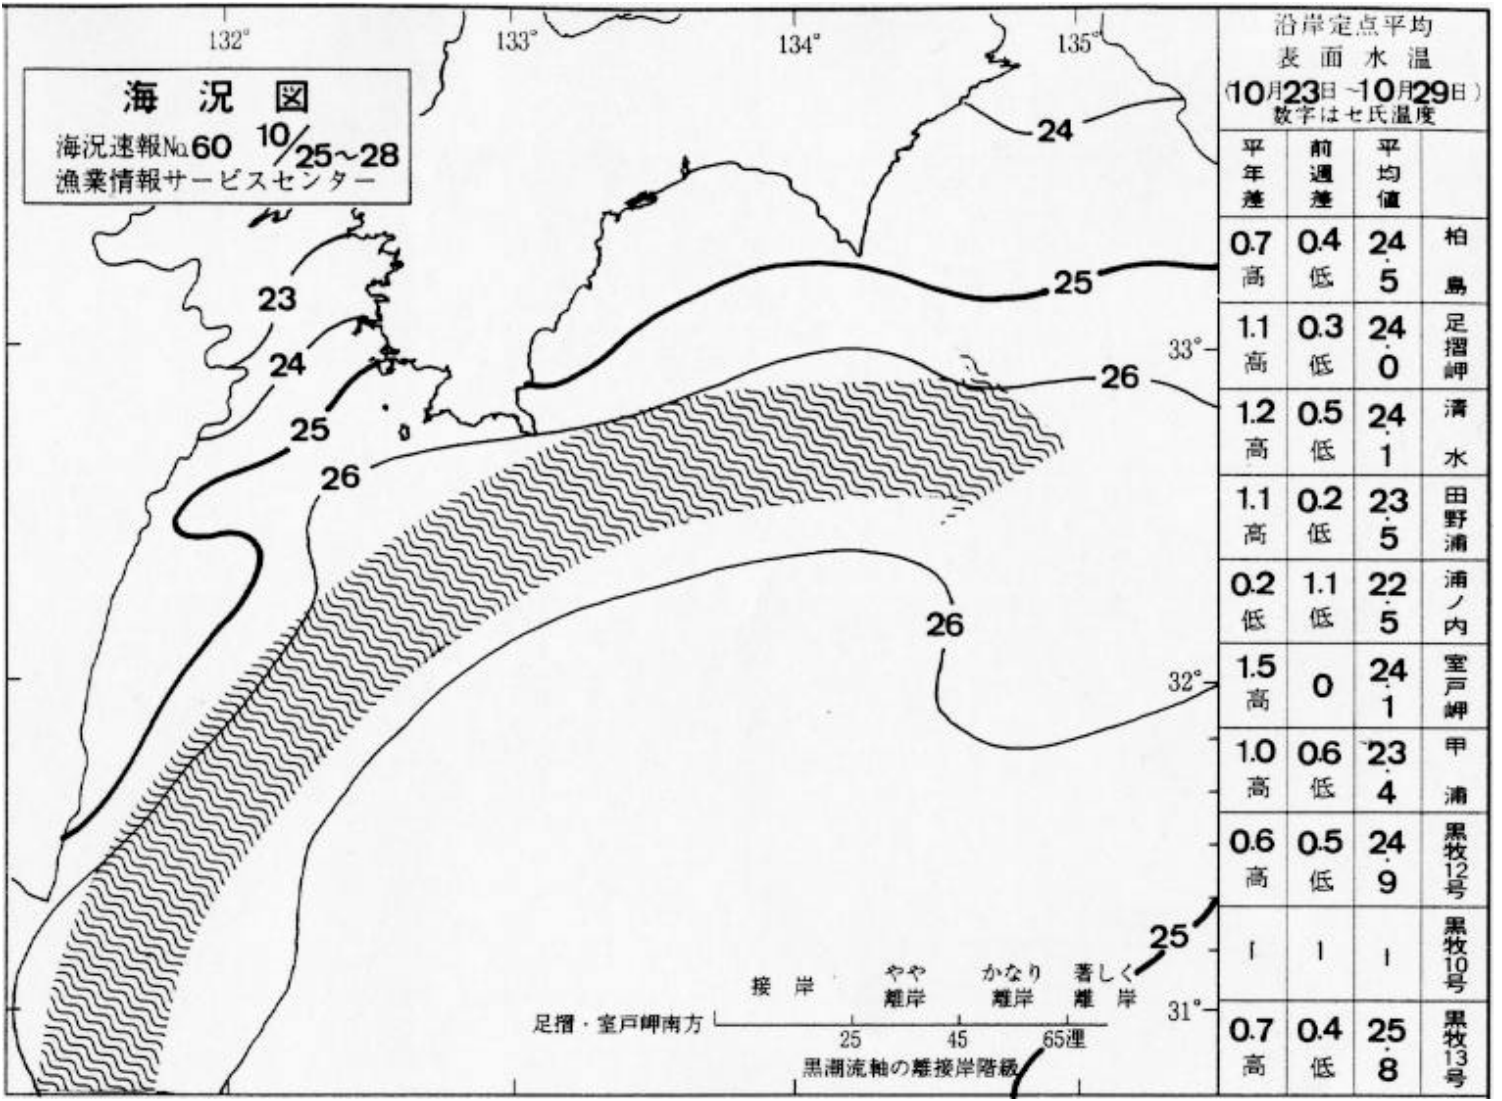 132°
133°
134°
135°
海況図
海況速報No.60 10/25~28
漁業情報サービスセンター
23
24
25
26
24
25
26
26
25
33°
32°
31°
接岸
やや離岸
かなり離岸
著しく離岸
足摺・室戸岬南方
25 45 65浬
黒潮流軸の離接岸階級
沿岸定点平均
表面水温
(10月23日~10月29日)
数字はセ氏温度
平年差 前週差 平均値
0.7高 0.4低 24.5 柏島
1.1高 0.3低 24.0 足摺岬
1.2高 0.5低 24.1 清水
1.1高 0.2低 23.5 田野浦
0.2低 1.1低 22.5 浦ノ内
1.5高 0 24.1 室戸岬
1.0高 0.6低 23.4 甲浦
0.6高 0.5低 24.9 黒牧12号
- - - 黒牧10号
0.7高 0.4低 25.8 黒牧13号